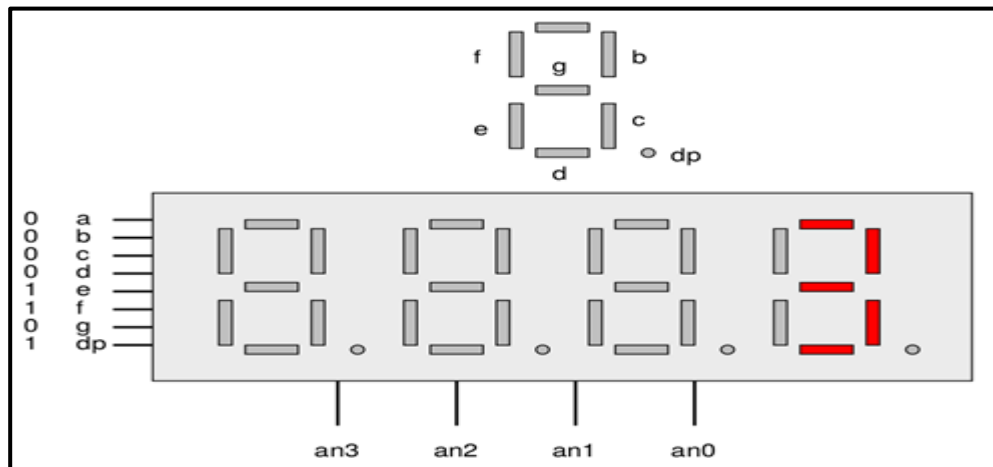 f g b
e c
d dp
0 a
0 b
0 c
0 d
1 e
1 f
0 g
1 dp
an3 an2 an1 an0